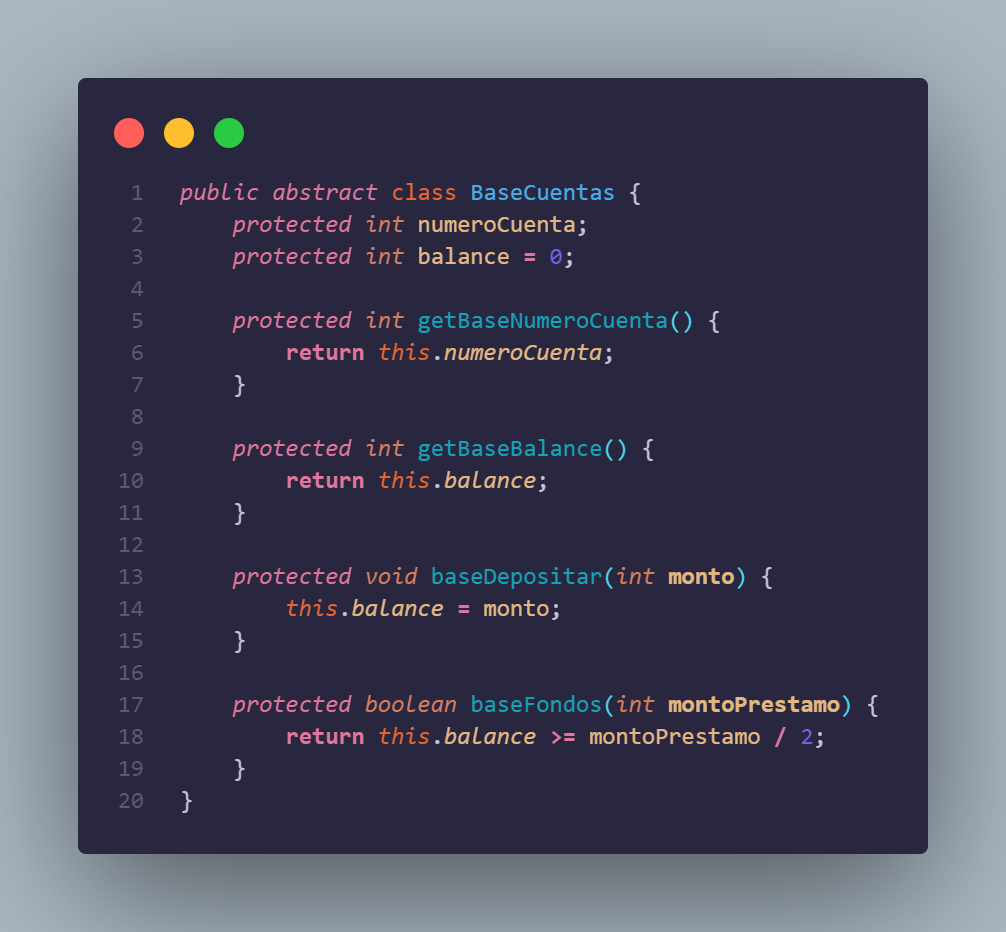 1 public abstract class BaseCuentas {
2     protected int numeroCuenta;
3     protected int balance = 0;
4
5     protected int getBaseNumeroCuenta() {
6         return this.numeroCuenta;
7     }
8
9     protected int getBaseBalance() {
10         return this.balance;
11     }
12
13     protected void baseDepositar(int monto) {
14         this.balance = monto;
15     }
16
17     protected boolean baseFondos(int montoPrestamo) {
18         return this.balance >= montoPrestamo / 2;
19     }
20 }